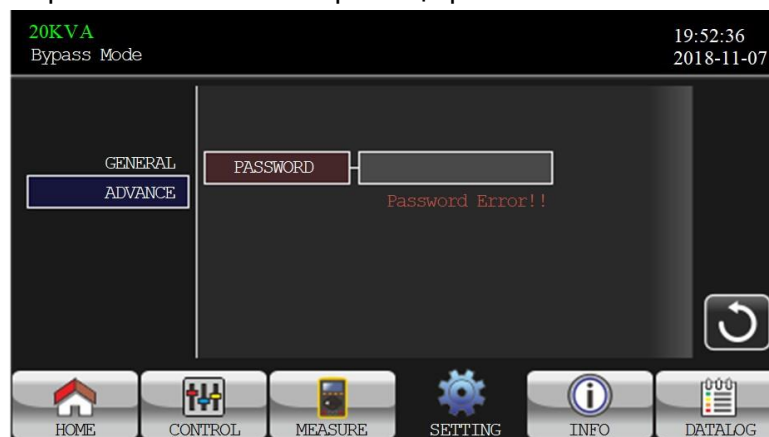 20KVA
Bypass Mode
19:52:36
2018-11-07
GENERAL
ADVANCE
PASSWORD
Password Error!!
HOME
CONTROL
MEASURE
SETTING
INFO
DATALOG